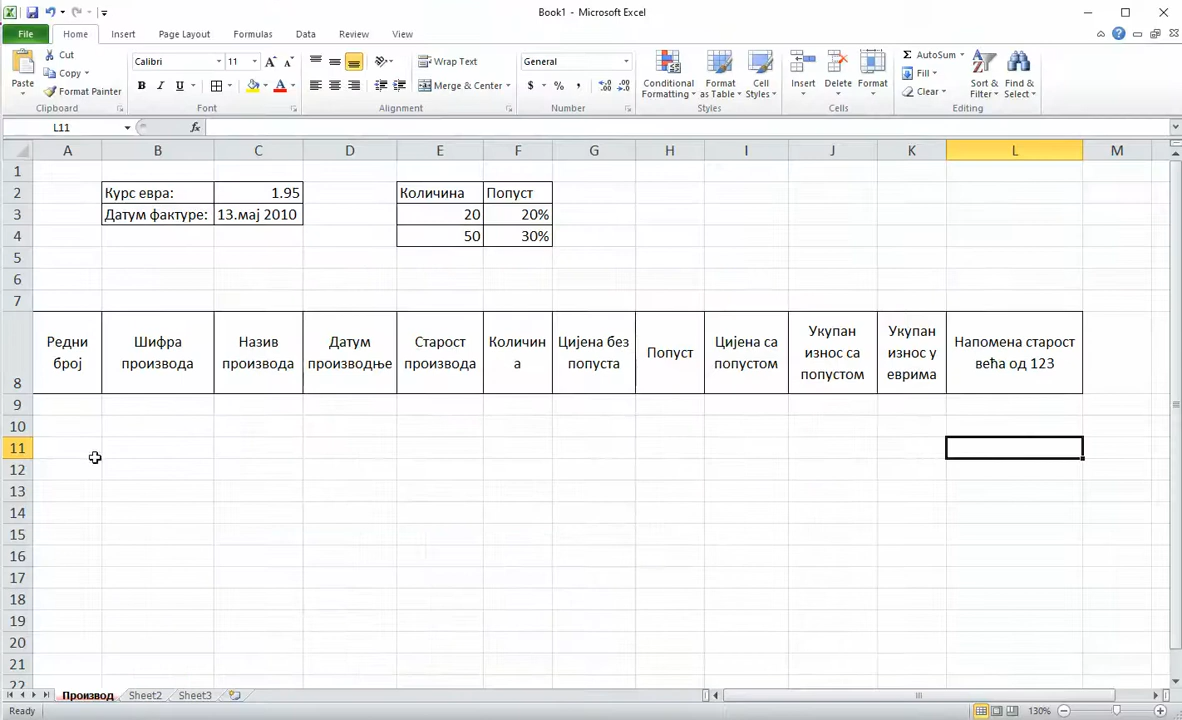 Book1 - Microsoft Excel
File Home Insert Page Layout Formulas Data Review View
Paste
Cut
Copy
Format Painter
Clipboard
Calibri 11
B I U A
Font
Wrap Text
Merge & Center
Alignment
General
$ % ,
Number
Conditional Formatting
Format as Table
Cell Styles
Styles
Insert Delete Format
Cells
AutoSum
Fill
Clear
Sort & Filter
Find & Select
Editing
L11 fx
A B C D E F G H I J K L M
1
2 Курс евра: 1.95 Количина Попуст
3 Датум фактуре: 13.мај 2010 20 20%
4 50 30%
5
6
7
8 Редни број Шифра производа Назив производа Датум производње Старост производа Количина Цијена без попуста Попуст Цијена са попустом Укупан износ са попустом Укупан износ у еврима Напомена старост већа од 123
9
10
11
12
13
14
15
16
17
18
19
20
21
22
Производ Sheet2 Sheet3
Ready 130%